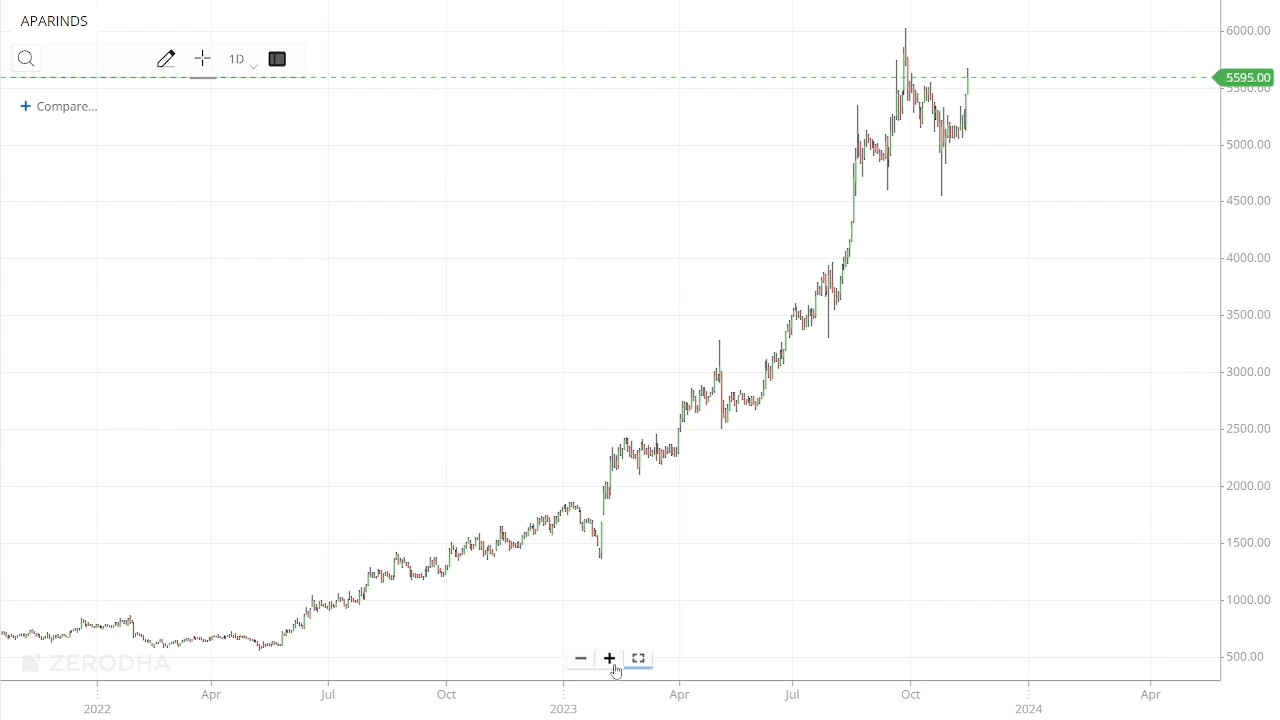 APARINDS
1D
+ Compare...
6000.00
5595.00
5500.00
5000.00
4500.00
4000.00
3500.00
3000.00
2500.00
2000.00
1500.00
1000.00
500.00
ZERODHA
Apr Jul Oct Apr Jul Oct Apr
2022 2023 2024